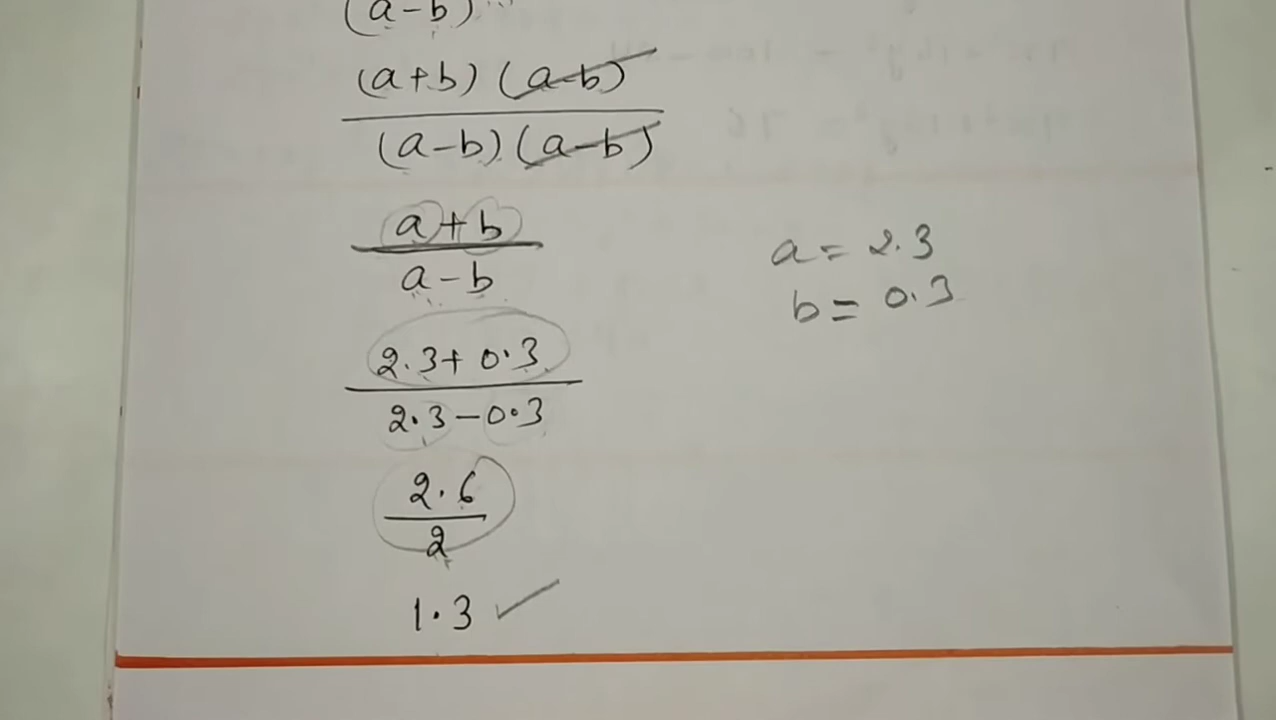 (a-b)
(a+b) (a-b)
(a-b) (a-b)
a+b
a-b
a = 2.3
b = 0.3
2.3+ 0.3
2.3-0.3
2.6
2
1.3 ✓